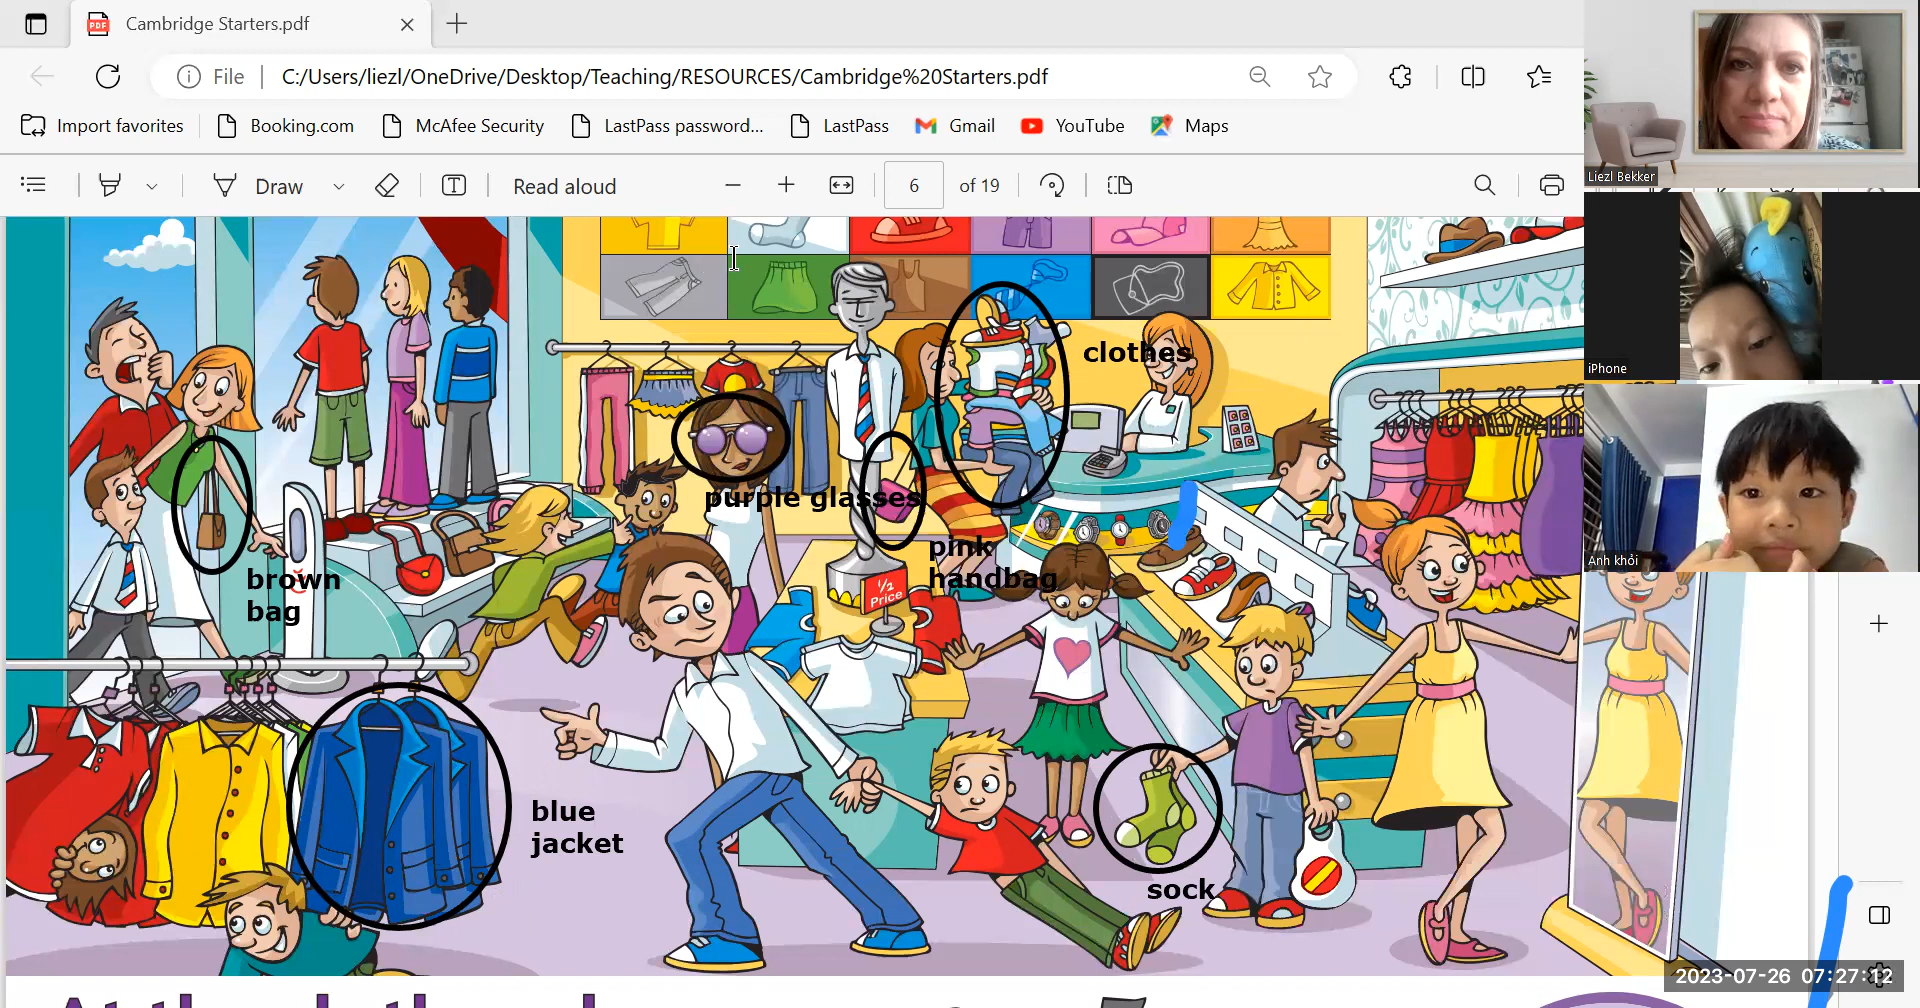 Cambridge Starters.pdf
File
C:/Users/liezl/OneDrive/Desktop/Teaching/RESOURCES/Cambridge%20Starters.pdf
Import favorites
Booking.com
McAfee Security
LastPass password...
LastPass
Gmail
YouTube
Maps
Draw
Read aloud
6
of 19
Liezl Bekker
iPhone
Anh khỏi
clothes
purple glasses
pink
handbag
brown
bag
1/2
Price
blue
jacket
sock
2023-07-26 07:27:12